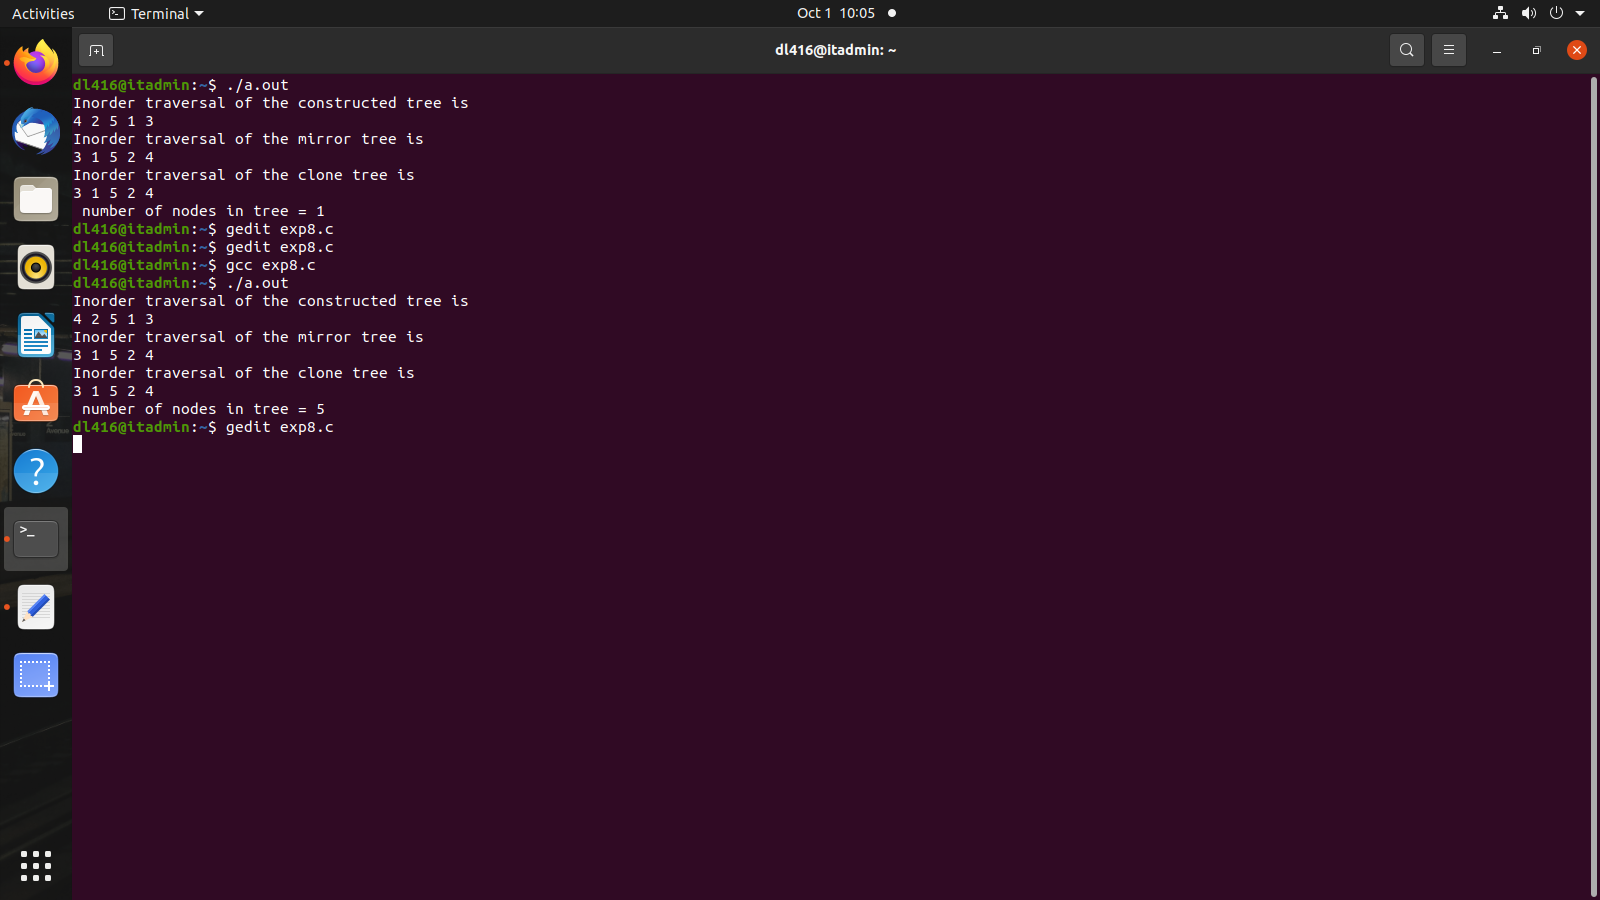 Activities
Terminal
Oct 1 10:05
dl416@itadmin: ~
dl416@itadmin:~$ ./a.out
Inorder traversal of the constructed tree is
4 2 5 1 3
Inorder traversal of the mirror tree is
3 1 5 2 4
Inorder traversal of the clone tree is
3 1 5 2 4
number of nodes in tree = 1
dl416@itadmin:~$ gedit exp8.c
dl416@itadmin:~$ gedit exp8.c
dl416@itadmin:~$ gcc exp8.c
dl416@itadmin:~$ ./a.out
Inorder traversal of the constructed tree is
4 2 5 1 3
Inorder traversal of the mirror tree is
3 1 5 2 4
Inorder traversal of the clone tree is
3 1 5 2 4
number of nodes in tree = 5
dl416@itadmin:~$ gedit exp8.c